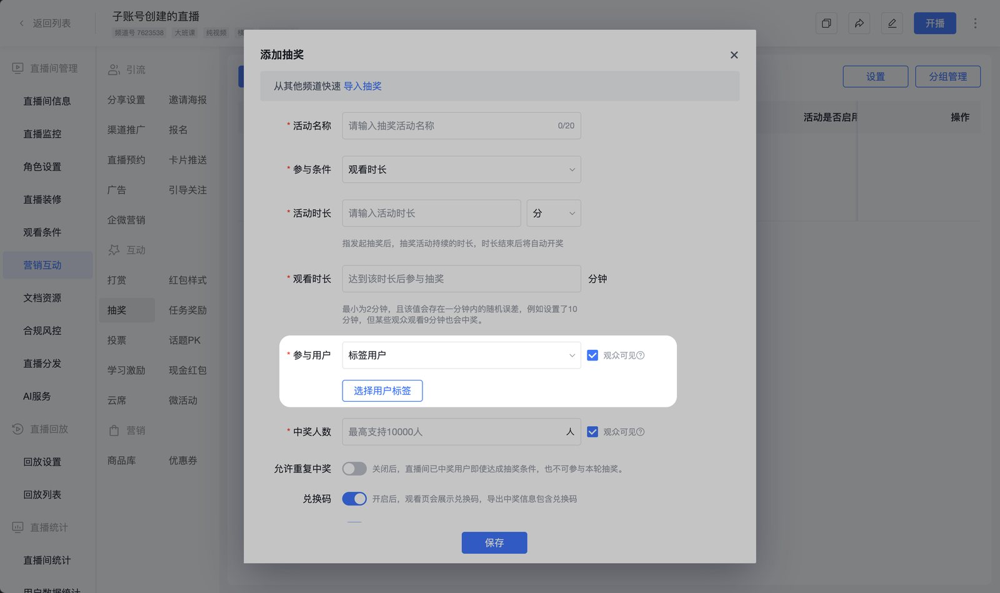 返回列表
子账号创建的直播
频道号 7623538
大班课
纯视频
开播
直播间管理
直播间信息
直播监控
角色设置
直播装修
观看条件
营销互动
文档资源
合规风控
直播分发
AI服务
直播回放
回放设置
回放列表
直播统计
直播间统计
用户数据统计
引流
分享设置 邀请海报
渠道推广 报名
直播预约 卡片推送
广告 引导关注
企微营销
互动
打赏 红包样式
抽奖 任务奖励
投票 话题PK
学习激励 现金红包
云席 微活动
营销
商品库 优惠券
设置 分组管理
活动是否启用 操作
添加抽奖
从其他频道快速 导入抽奖
* 活动名称 请输入抽奖活动名称 0/20
* 参与条件 观看时长
* 活动时长 请输入活动时长 分
指发起抽奖后，抽奖活动持续的时长，时长结束后将自动开奖
* 观看时长 达到该时长后参与抽奖 分钟
最小为2分钟，且该值会存在一分钟内的随机误差，例如设置了10
分钟，但某些观众观看9分钟也会中奖。
* 参与用户 标签用户 观众可见
选择用户标签
* 中奖人数 最高支持10000人 人 观众可见
允许重复中奖 关闭后，直播间已中奖用户即使达成抽奖条件，也不可参与本轮抽奖。
兑换码 开启后，观看页会展示兑换码，导出中奖信息包含兑换码
保存